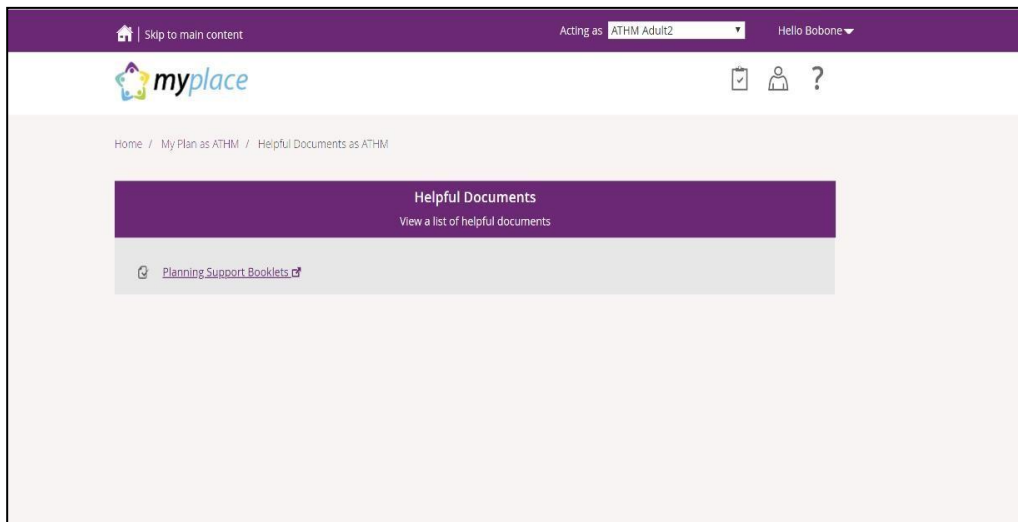 Skip to main content
Acting as ATHM Adult2
Hello Bobone
myplace
?
Home / My Plan as ATHM / Helpful Documents as ATHM
Helpful Documents
View a list of helpful documents
Planning Support Booklets